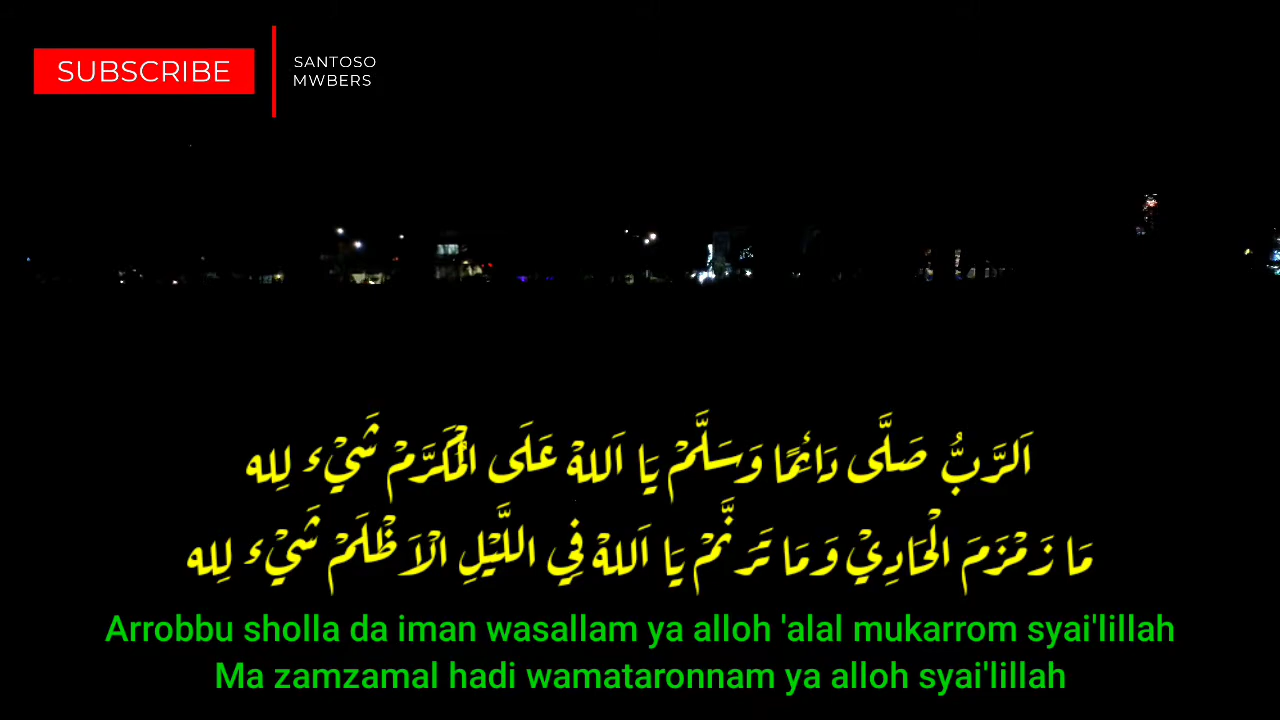 SUBSCRIBE
SANTOSO
MWBERS
اَلرَّبُّ صَلَّى دَائِمًا وَسَلَّمْ يَا اَللهْ عَلَى الْمُكَرَّمْ شَيْء لِله
مَا زَمْزَمَ الْحَادِيْ وَمَا تَرَنَّمْ يَا اَللهْ فِي اللَّيْلِ الْاَظْلَمْ شَيْء لِله
Arrobbu sholla da iman wasallam ya alloh 'alal mukarrom syai'lillah
Ma zamzamal hadi wamataronnam ya alloh syai'lillah